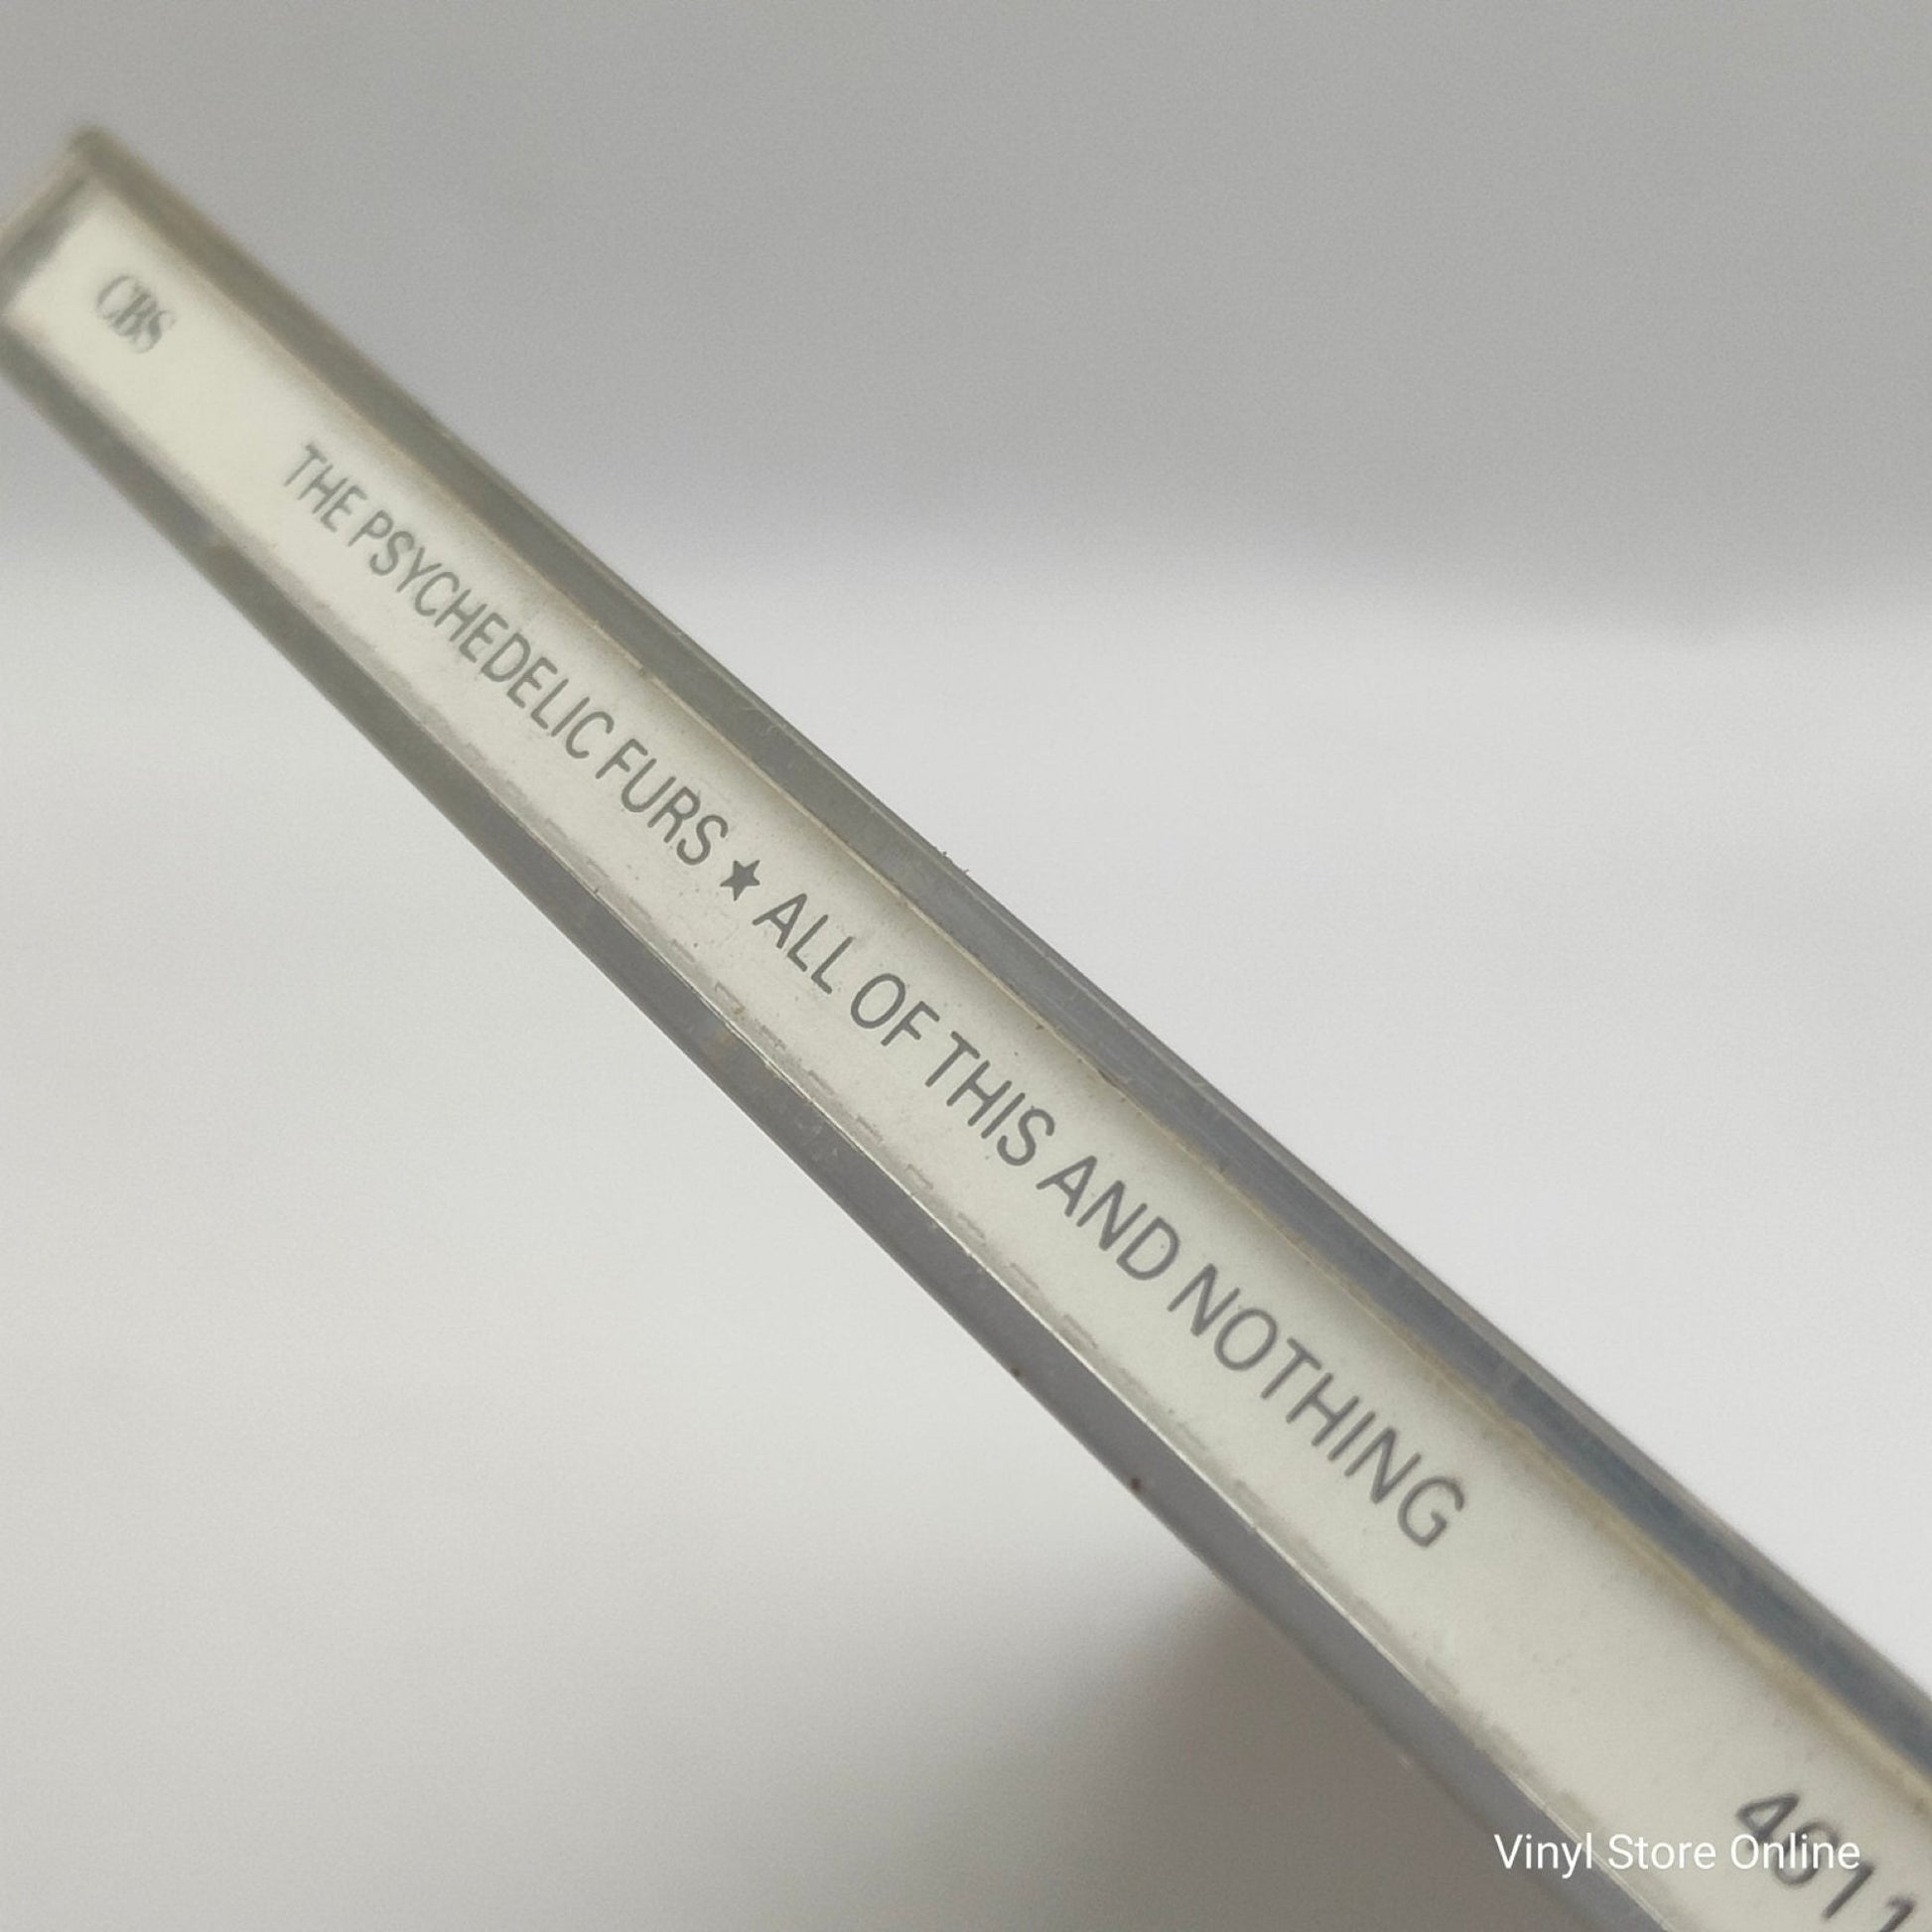 CBS
THE PSYCHEDELIC FURS ★ ALL OF THIS AND NOTHING
Vinyl Store Online